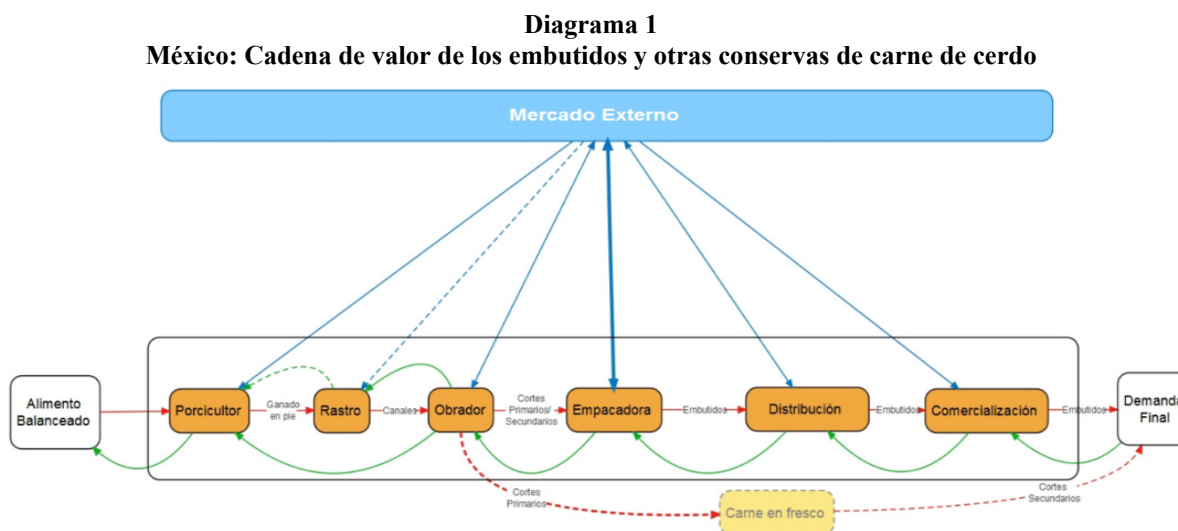 Diagrama 1
México: Cadena de valor de los embutidos y otras conservas de carne de cerdo
Mercado Externo
Alimento
Balanceado
Porcicultor
Ganado
en pie
Rastro
Canales
Obrador
Cortes
Primarios/
Secundarios
Empacadora
Embutidos
Distribución
Embutidos
Comercialización
Embutidos
Demanda
Final
Cortes
Primarios
Carne en fresco
Cortes
Secundarios